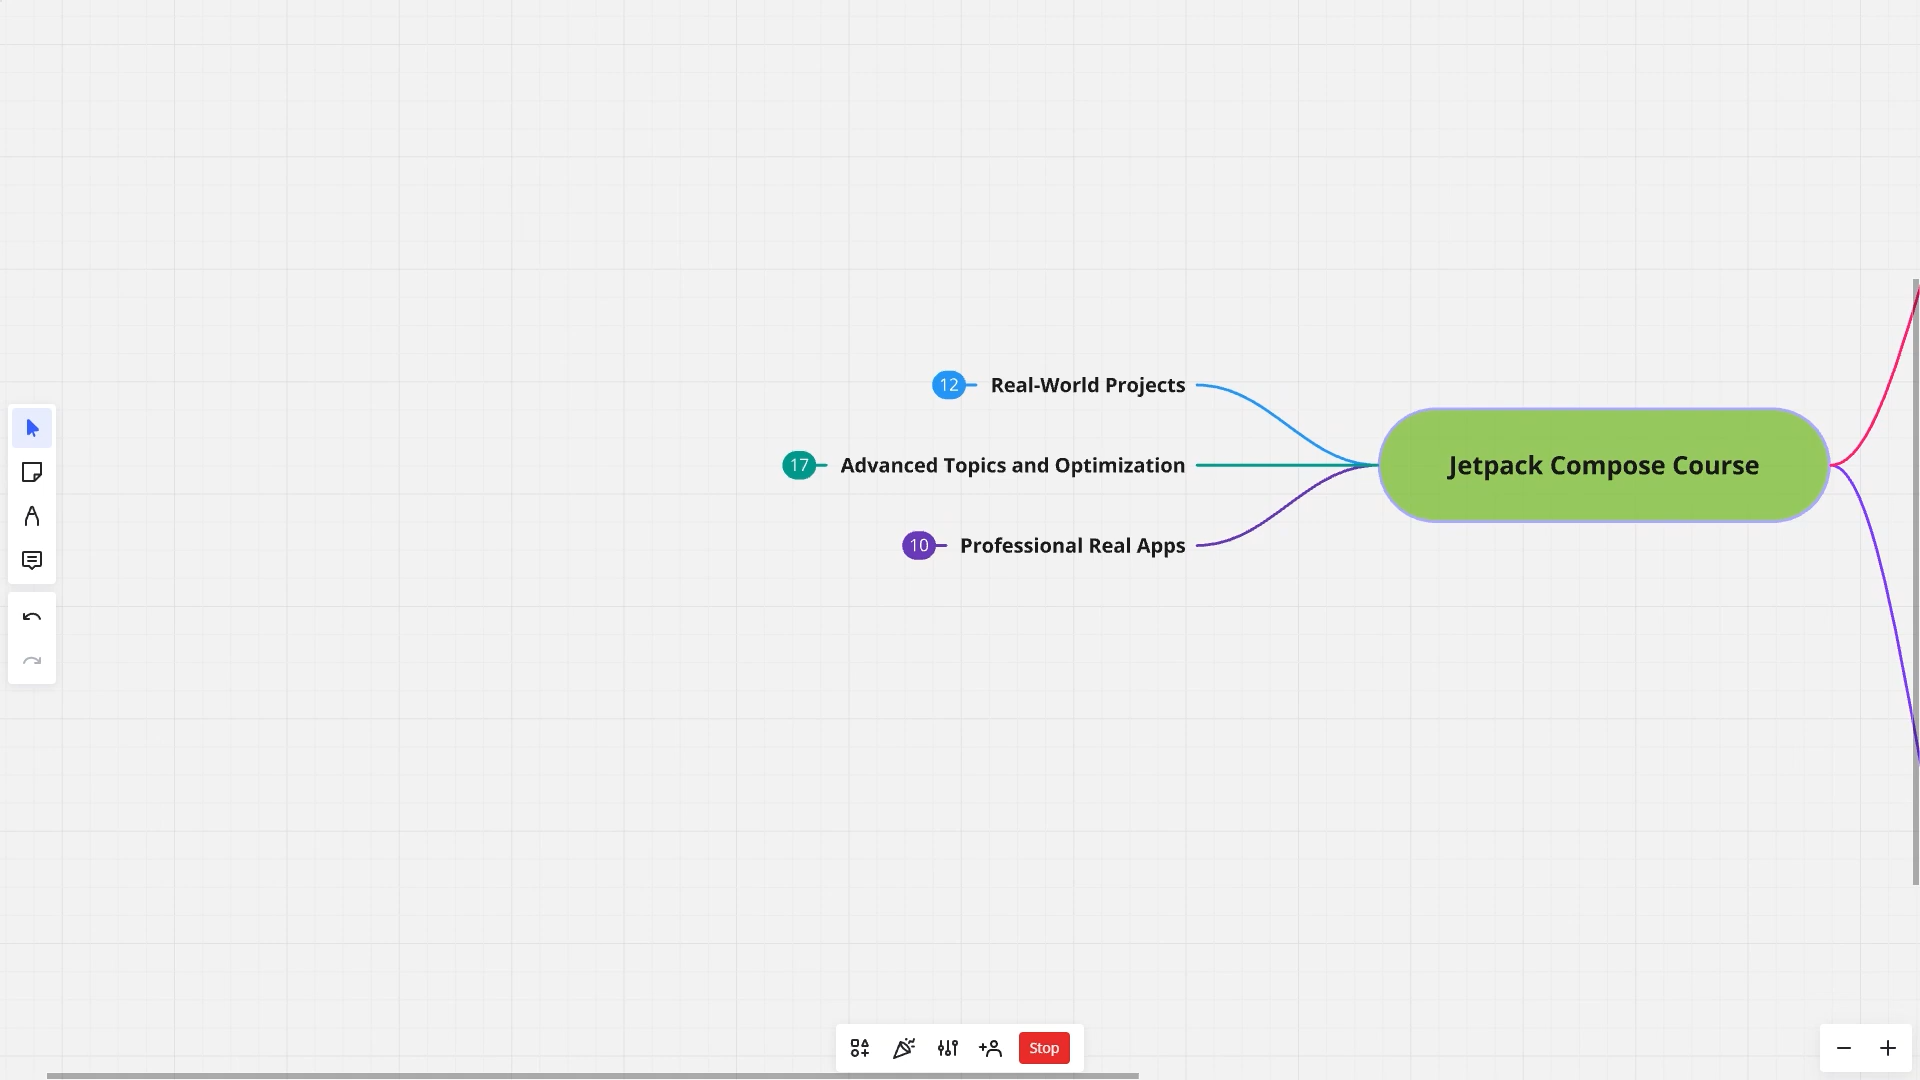 12 Real-World Projects
17 Advanced Topics and Optimization
10 Professional Real Apps
Jetpack Compose Course
Stop